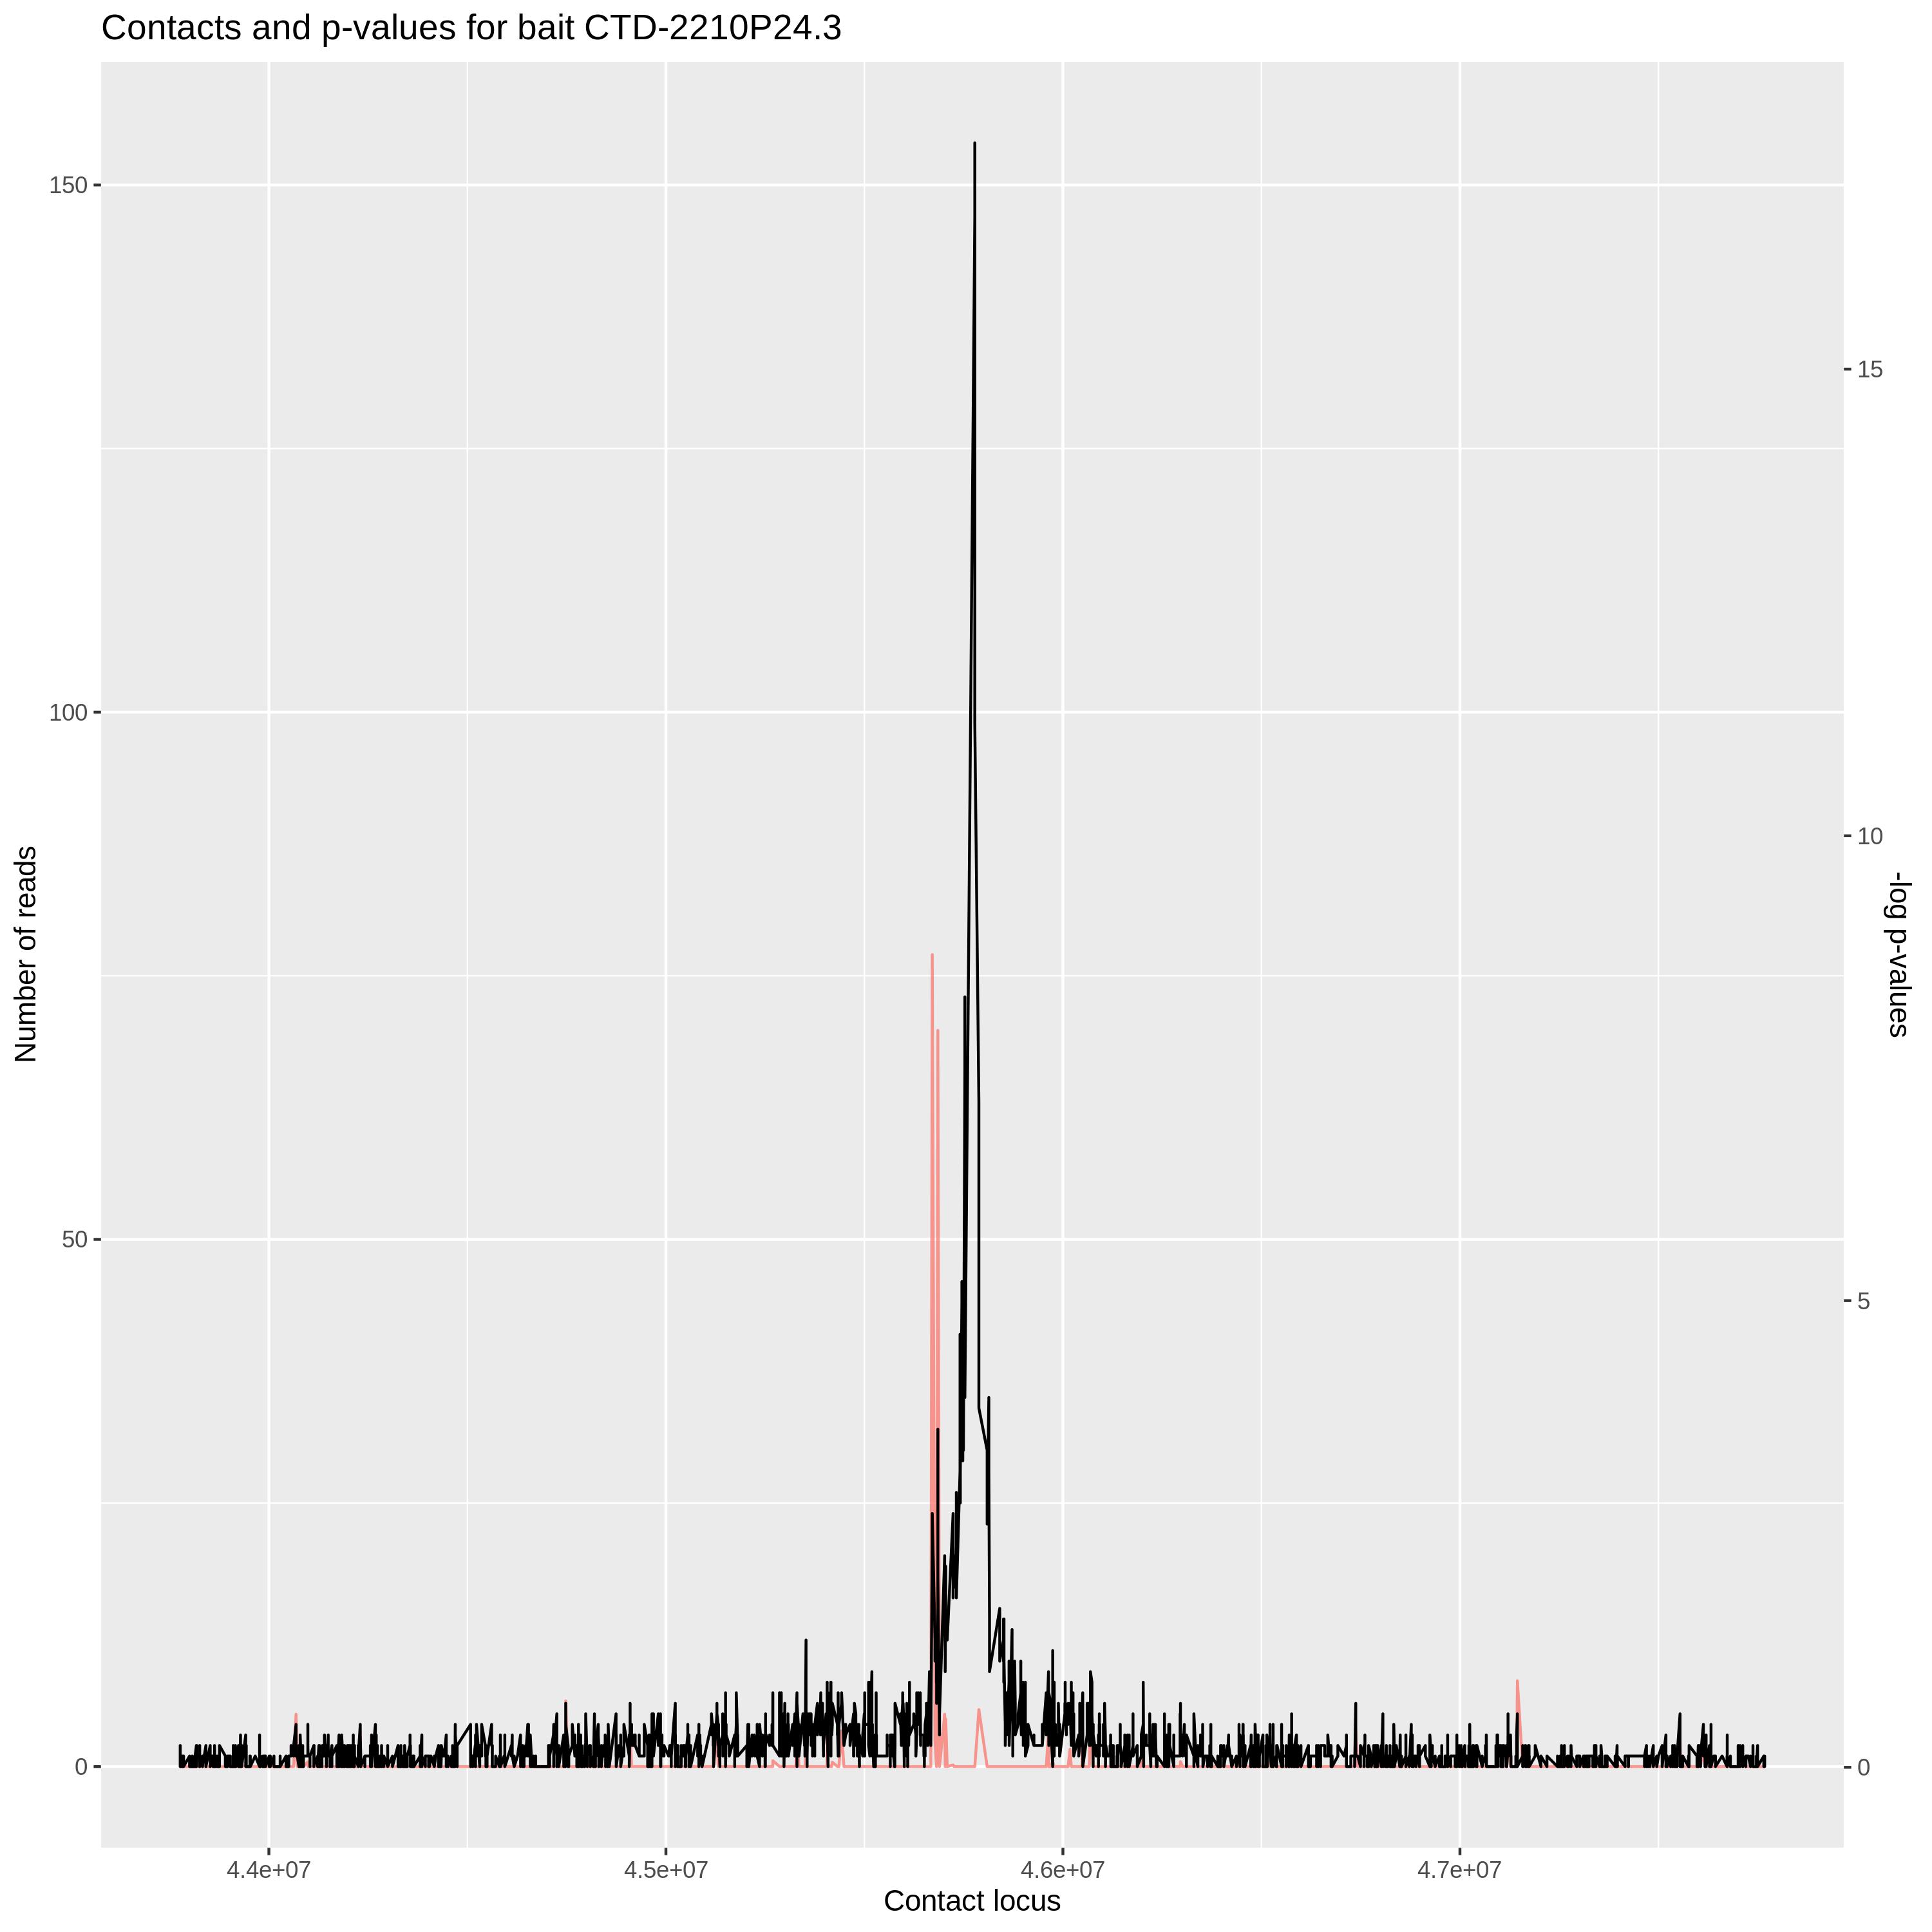 Contacts and p-values for bait CTD-2210P24.3
150
100
50
0
Number of reads
15
10
5
0
-log p-values
4.4e+07
4.5e+07
4.6e+07
4.7e+07
Contact locus